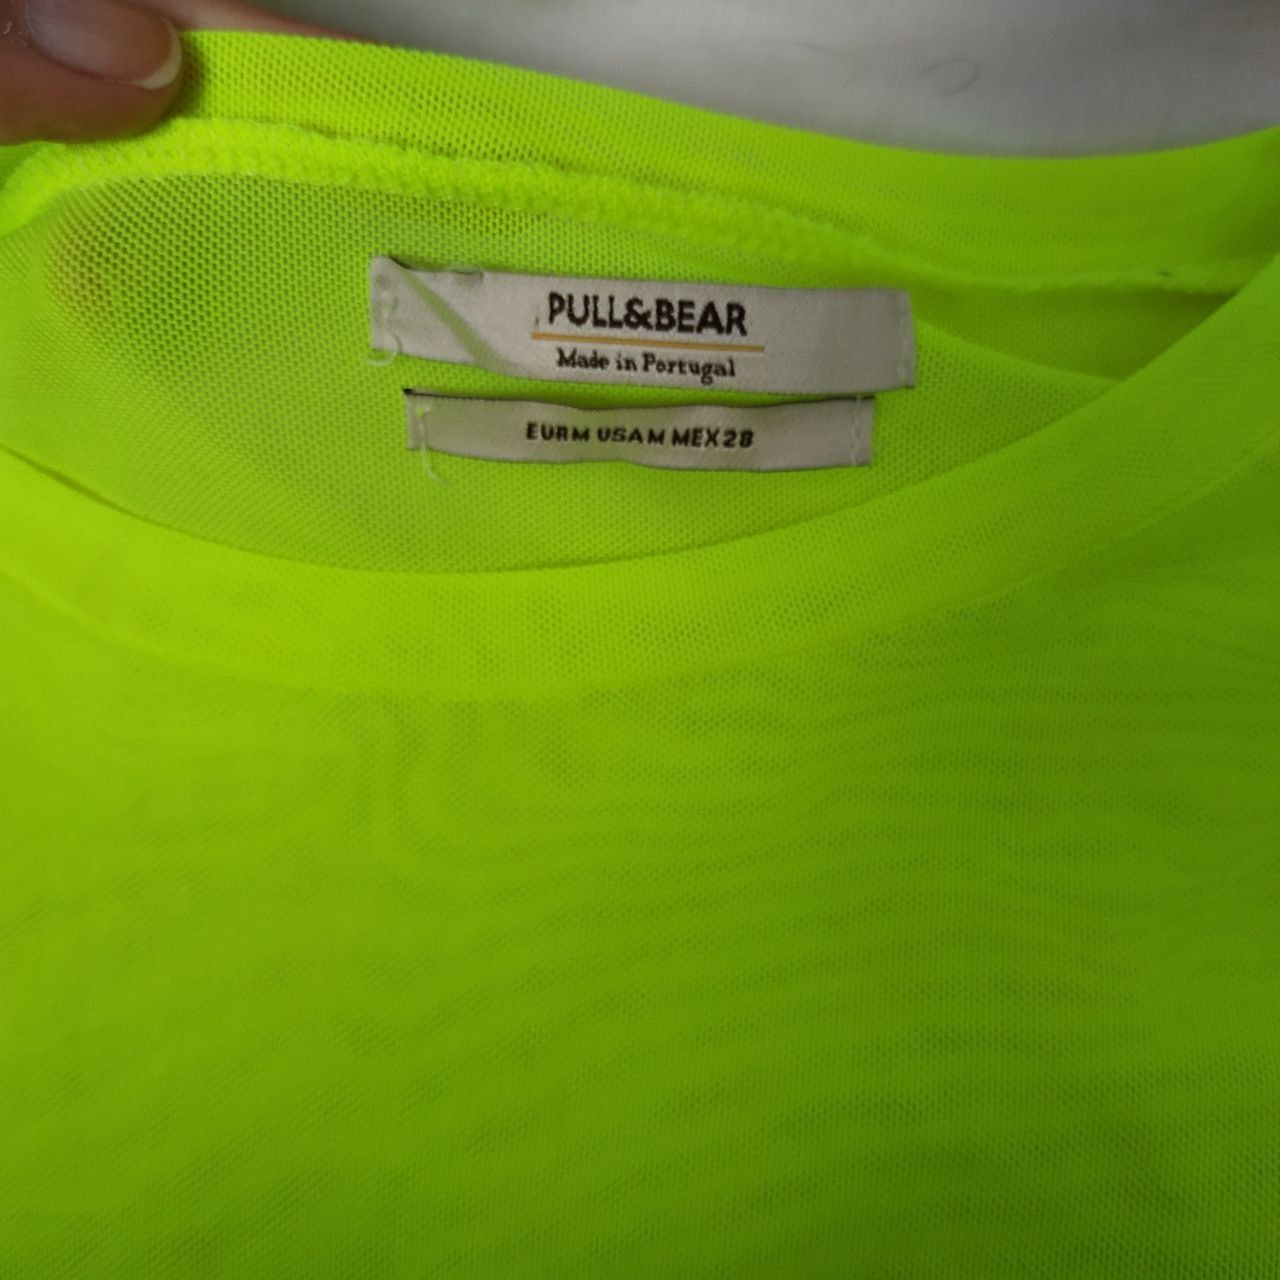 PULL&BEAR
Made in Portugal
EUR M USA M MEX 28